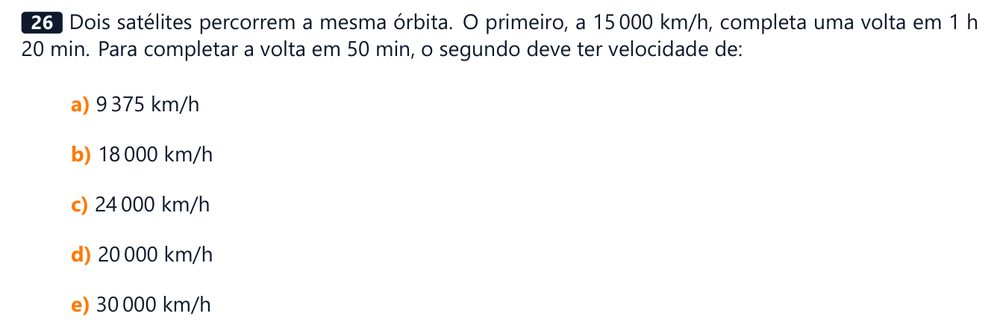 26 Dois satélites percorrem a mesma órbita. O primeiro, a 15 000 km/h, completa uma volta em 1 h
20 min. Para completar a volta em 50 min, o segundo deve ter velocidade de:
a) 9 375 km/h
b) 18 000 km/h
c) 24 000 km/h
d) 20 000 km/h
e) 30 000 km/h